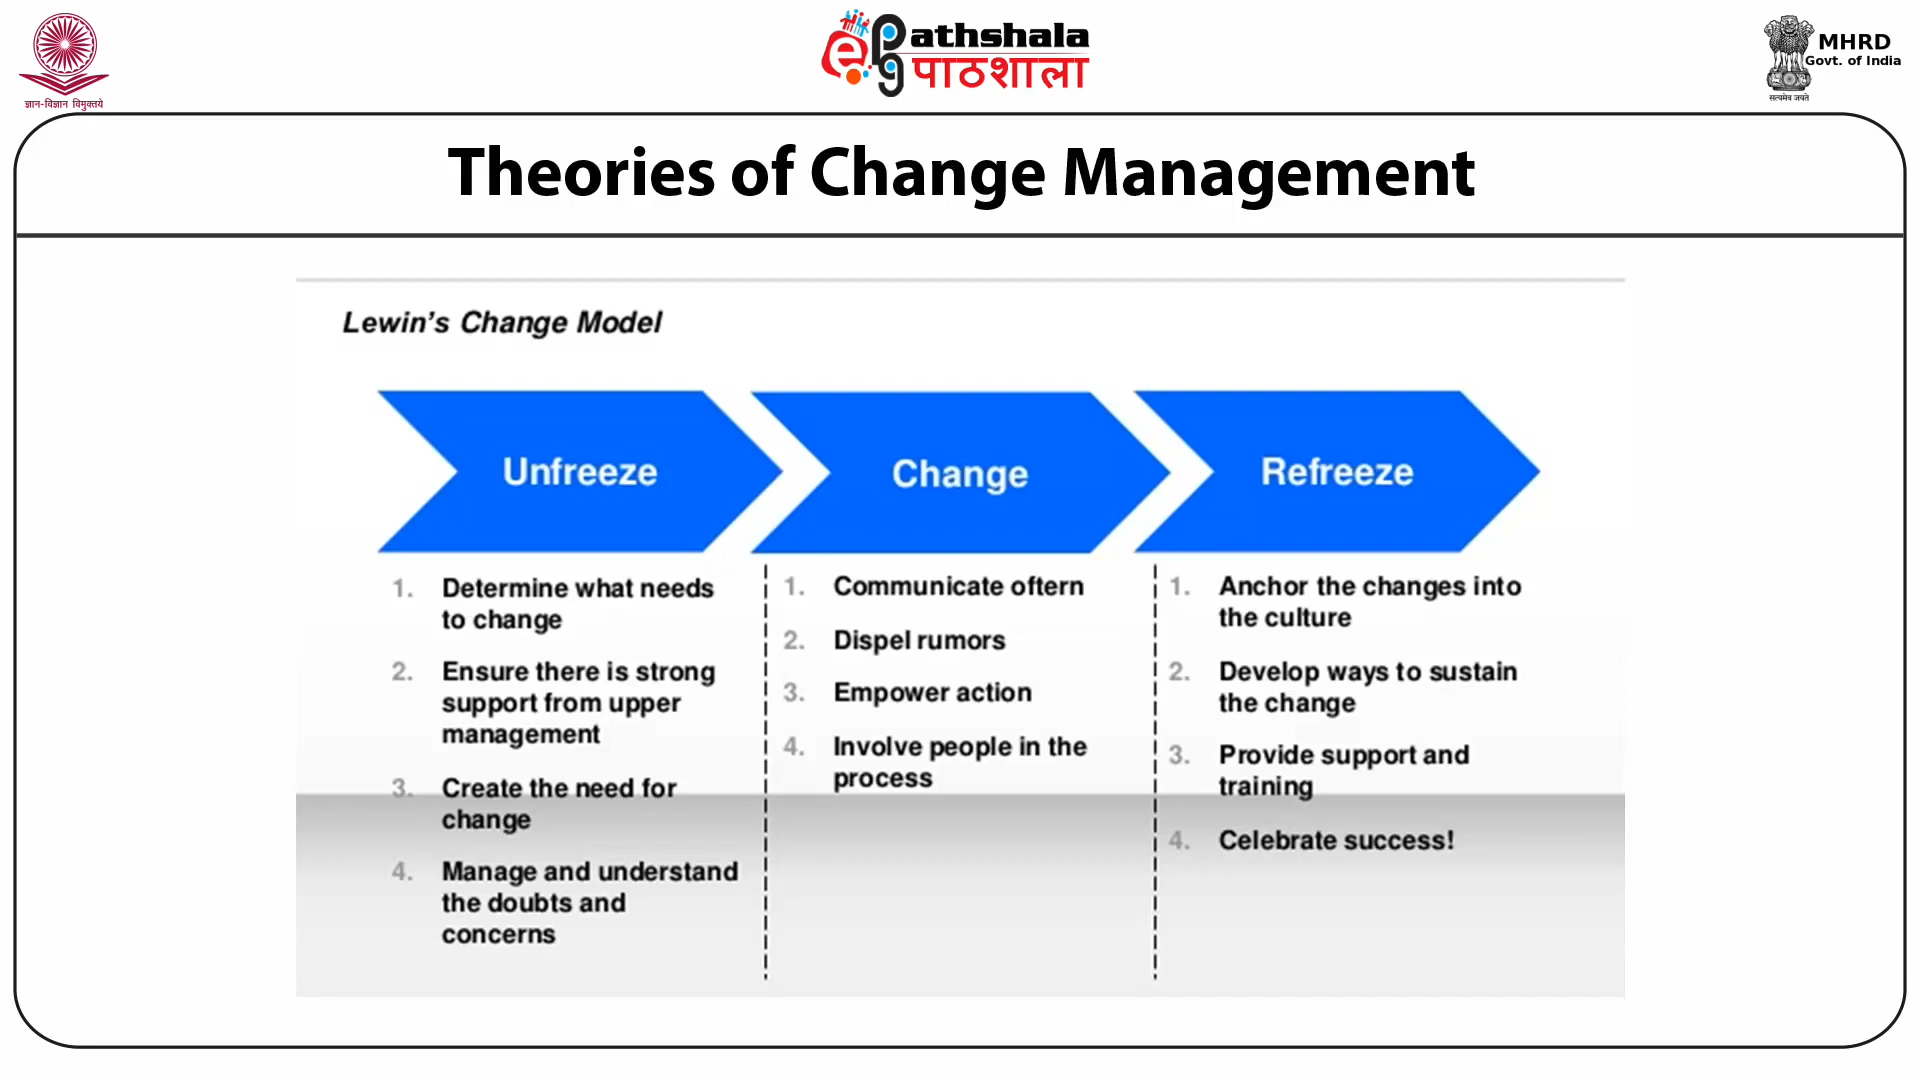 ज्ञान-विज्ञान विमुक्तये
ePathshala
पाठशाला
MHRD
Govt. of India
सत्यमेव जयते
Theories of Change Management
Lewin's Change Model
Unfreeze
Change
Refreeze
1. Determine what needs
to change
2. Ensure there is strong
support from upper
management
3. Create the need for
change
4. Manage and understand
the doubts and
concerns
1. Communicate oftern
2. Dispel rumors
3. Empower action
4. Involve people in the
process
1. Anchor the changes into
the culture
2. Develop ways to sustain
the change
3. Provide support and
training
4. Celebrate success!